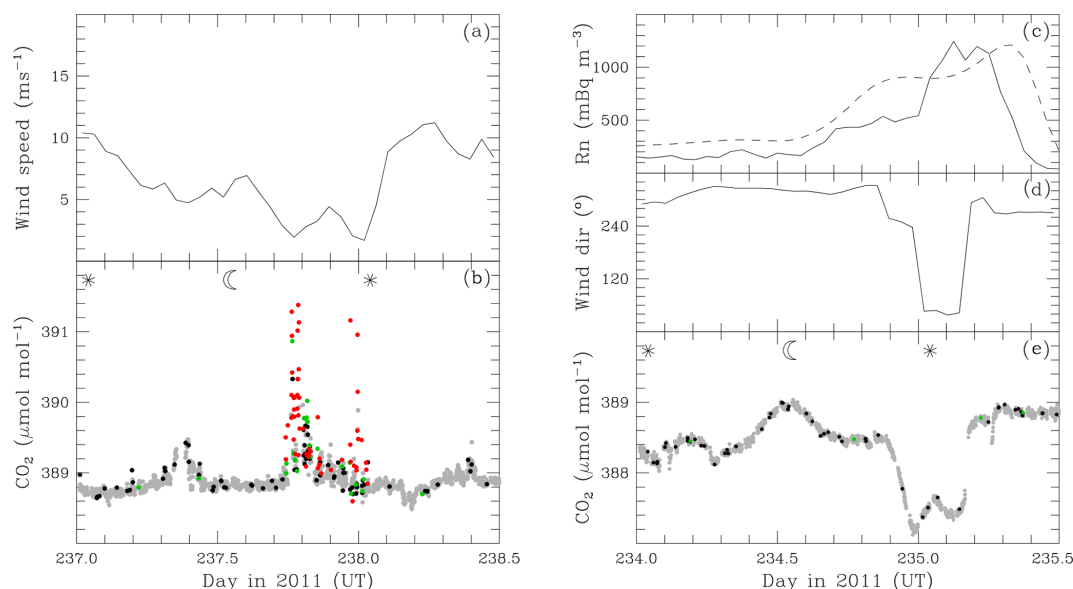 (a)
15
10
5
Wind speed (ms⁻¹)
(b)
391
390
389
CO₂ (μmol mol⁻¹)
237.0 237.5 238.0 238.5
Day in 2011 (UT)
(c)
1000
500
Rn (mBq m⁻³)
(d)
240
120
Wind dir (°)
(e)
389
388
CO₂ (μmol mol⁻¹)
234.0 234.5 235.0 235.5
Day in 2011 (UT)